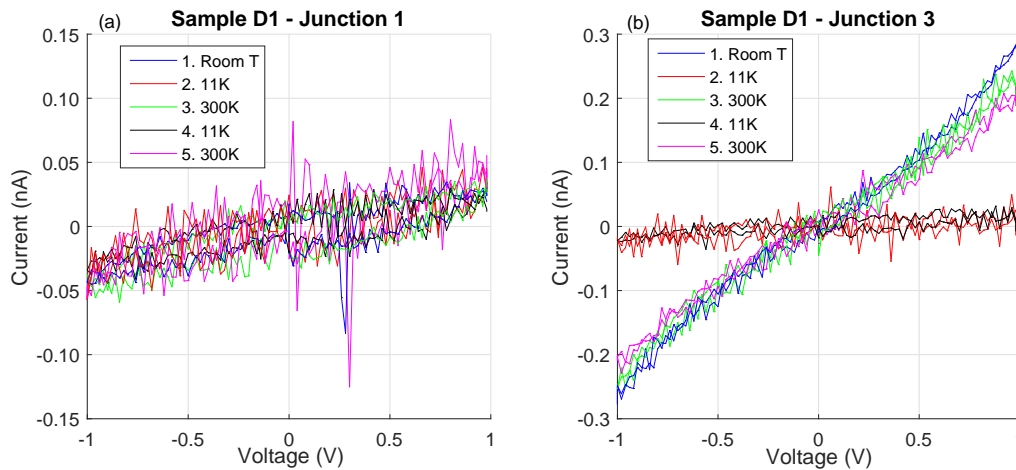 (a)
Sample D1 - Junction 1
0.15
0.10
0.05
0
-0.05
-0.10
-0.15
Current (nA)
1. Room T
2. 11K
3. 300K
4. 11K
5. 300K
-1
-0.5
0
0.5
1
Voltage (V)
(b)
Sample D1 - Junction 3
0.3
0.2
0.1
0
-0.1
-0.2
-0.3
Current (nA)
1. Room T
2. 11K
3. 300K
4. 11K
5. 300K
-1
-0.5
0
0.5
1
Voltage (V)